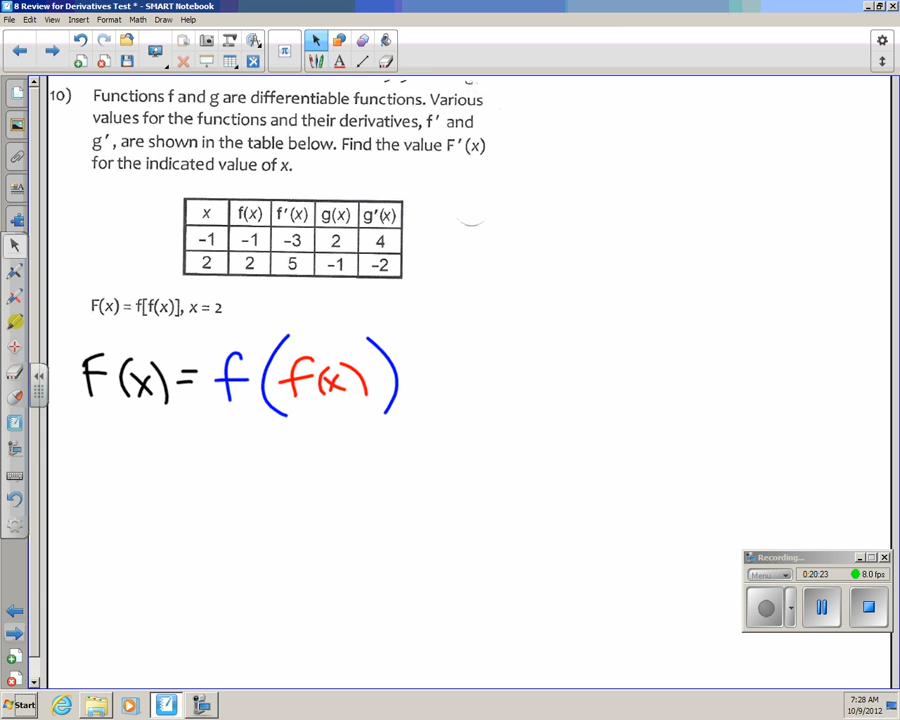 8 Review for Derivatives Test * - SMART Notebook
File Edit View Insert Format Math Draw Help
10) Functions f and g are differentiable functions. Various
values for the functions and their derivatives, f′ and
g′, are shown in the table below. Find the value F′(x)
for the indicated value of x.
x f(x) f′(x) g(x) g′(x)
−1 −1 −3 2 4
2 2 5 −1 −2
F(x) = f[f(x)], x = 2
F(x) = f(f(x))
Recording...
Menu 0:20:23 8.0 fps
Start
7:28 AM
10/9/2012